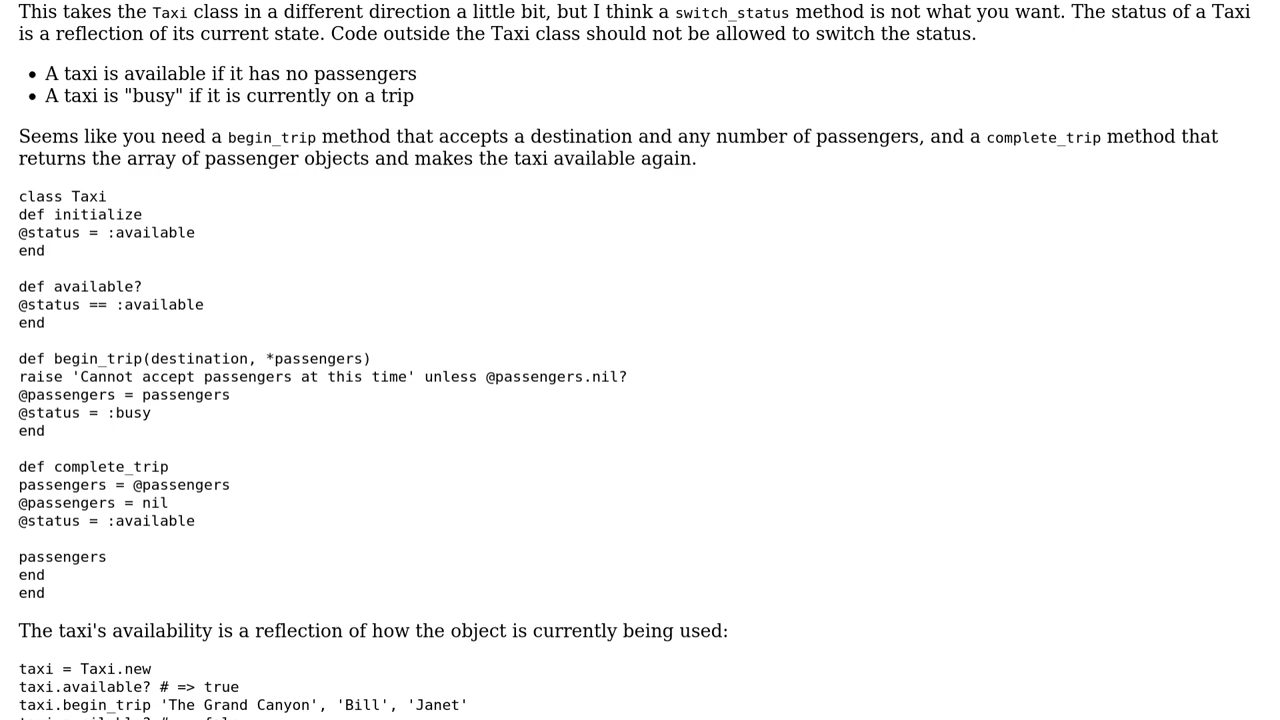 This takes the Taxi class in a different direction a little bit, but I think a switch_status method is not what you want. The status of a Taxi
is a reflection of its current state. Code outside the Taxi class should not be allowed to switch the status.
• A taxi is available if it has no passengers
• A taxi is "busy" if it is currently on a trip
Seems like you need a begin_trip method that accepts a destination and any number of passengers, and a complete_trip method that
returns the array of passenger objects and makes the taxi available again.
class Taxi
def initialize
@status = :available
end
def available?
@status == :available
end
def begin_trip(destination, *passengers)
raise 'Cannot accept passengers at this time' unless @passengers.nil?
@passengers = passengers
@status = :busy
end
def complete_trip
passengers = @passengers
@passengers = nil
@status = :available
passengers
end
end
The taxi's availability is a reflection of how the object is currently being used:
taxi = Taxi.new
taxi.available? # => true
taxi.begin_trip 'The Grand Canyon', 'Bill', 'Janet'